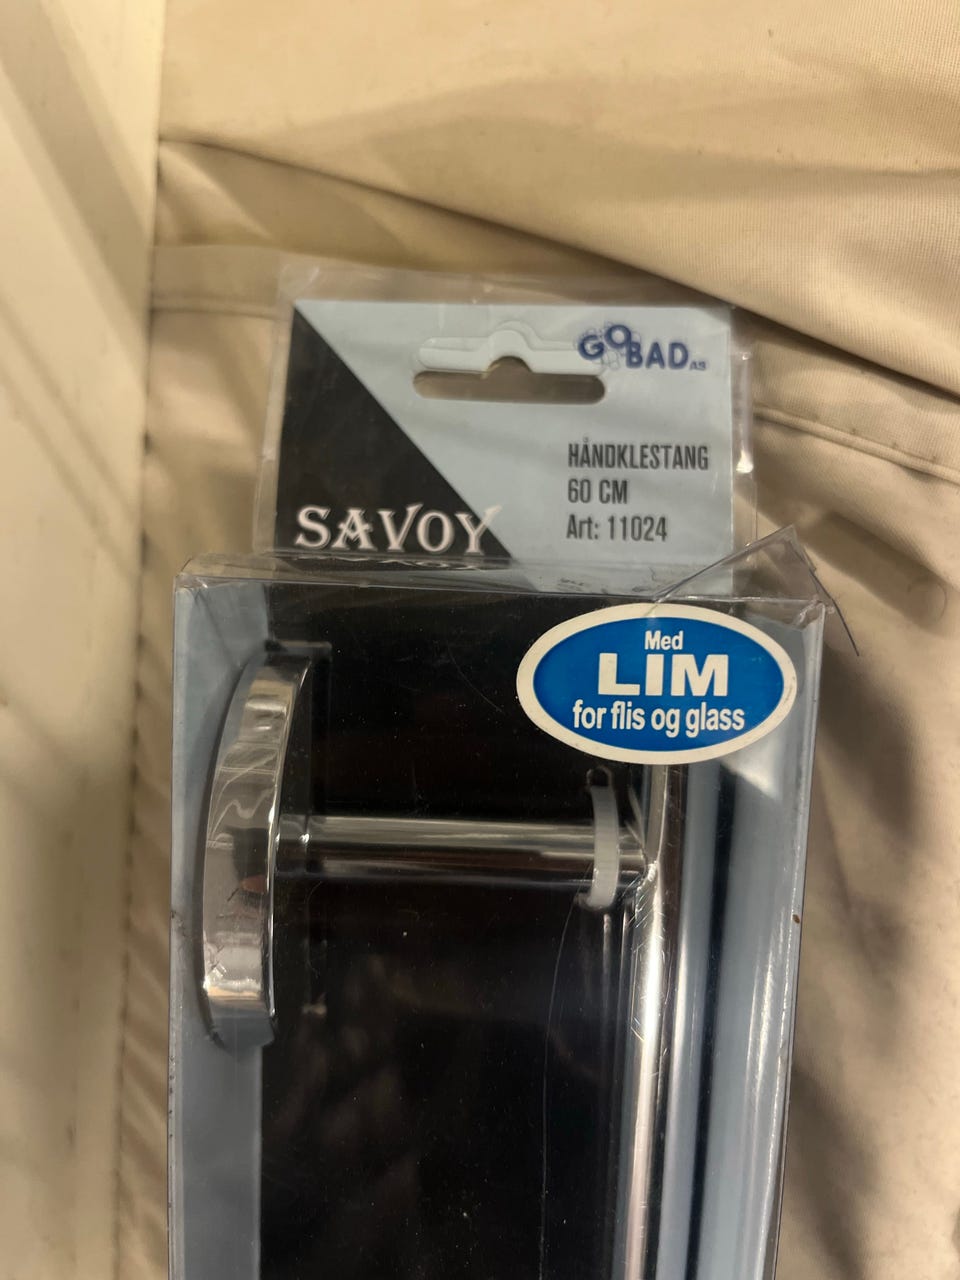 GOBAD AS
HÅNDKLESTANG
60 CM
Art: 11024
SAVOY
Med
LIM
for flis og glass